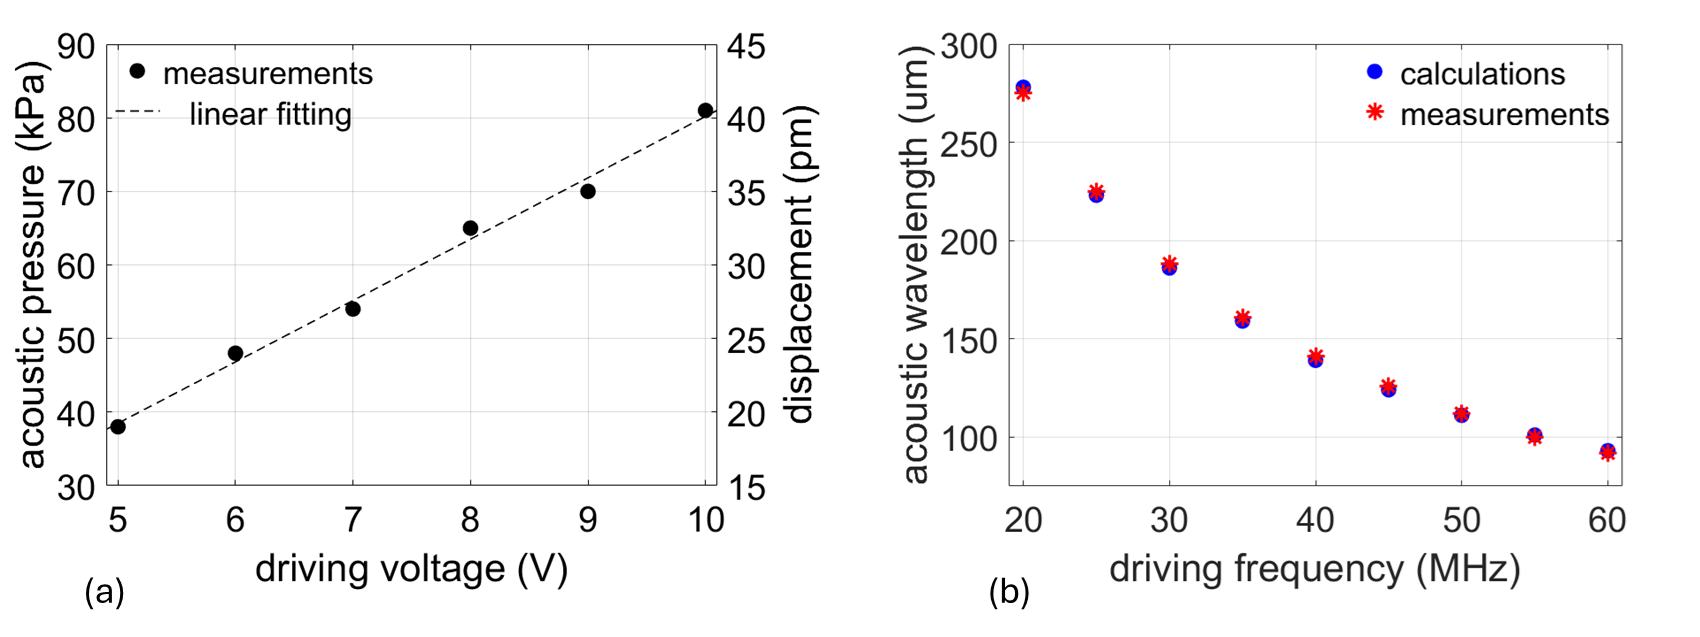 90
80
70
60
50
40
30
45
40
35
30
25
20
15
acoustic pressure (kPa)
displacement (pm)
measurements
linear fitting
5 6 7 8 9 10
driving voltage (V)
(a)
300
250
200
150
100
acoustic wavelength (um)
calculations
measurements
20 30 40 50 60
driving frequency (MHz)
(b)